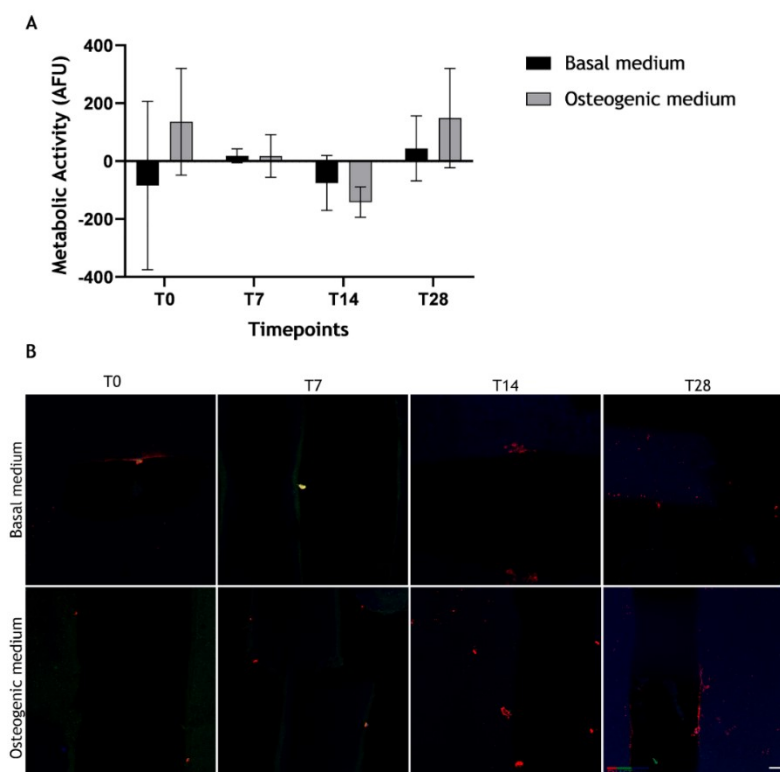 A
Metabolic Activity (AFU)
400
200
0
-200
-400
T0 T7 T14 T28
Timepoints
Basal medium
Osteogenic medium
B
T0 T7 T14 T28
Basal medium
Osteogenic medium